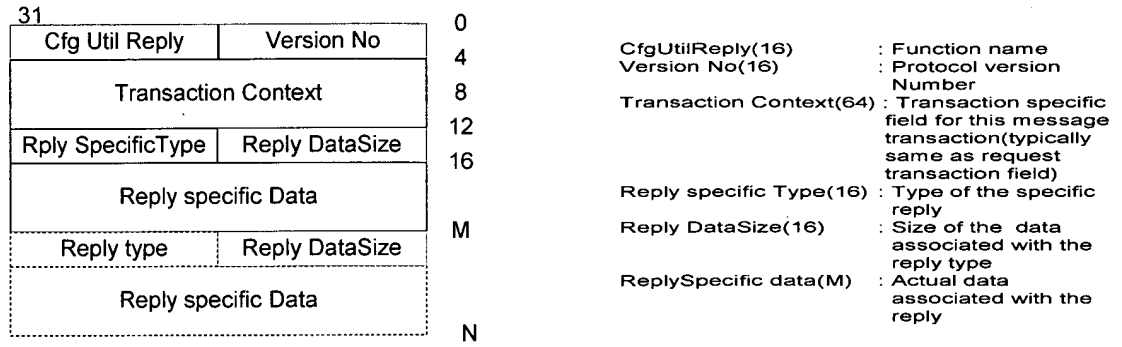 31
0
Cfg Util Reply Version No
4
Transaction Context
8
12
Rply SpecificType Reply DataSize
16
Reply specific Data
M
Reply type Reply DataSize
Reply specific Data
N
CfgUtilReply(16) : Function name
Version No(16) : Protocol version
Number
Transaction Context(64) : Transaction specific
field for this message
transaction(typically
same as request
transaction field)
Reply specific Type(16) : Type of the specific
reply
Reply DataSize(16) : Size of the data
associated with the
reply type
ReplySpecific data(M) : Actual data
associated with the
reply